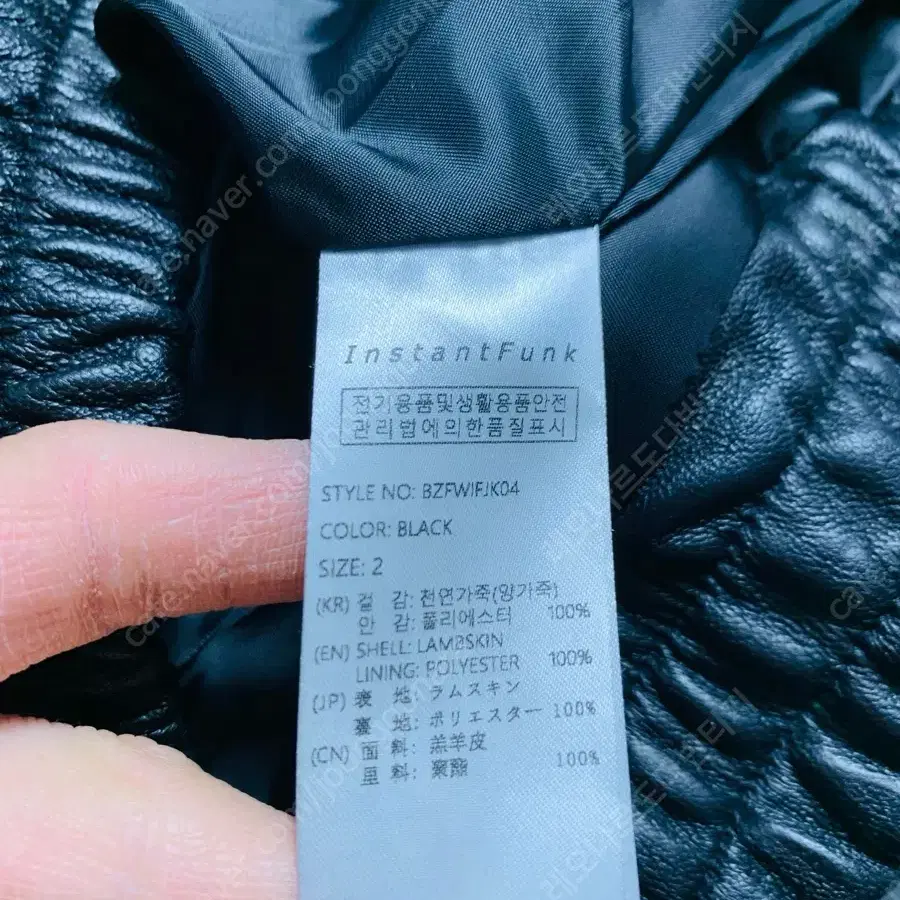 InstantFunk
전기용품및생활용품안전
관리법에의한품질표시
STYLE NO: BZFWIFJK04
COLOR: BLACK
SIZE: 2
(KR) 겉 감: 천연가죽(양가죽)
안 감: 폴리에스터 100%
(EN) SHELL: LAMBSKIN
LINING: POLYESTER 100%
(JP) 表 地: ラムスキン
裏 地: ポリエスター 100%
(CN) 面 料: 羔羊皮
里 料: 聚酯 100%
cafe.naver.com/joonggonara